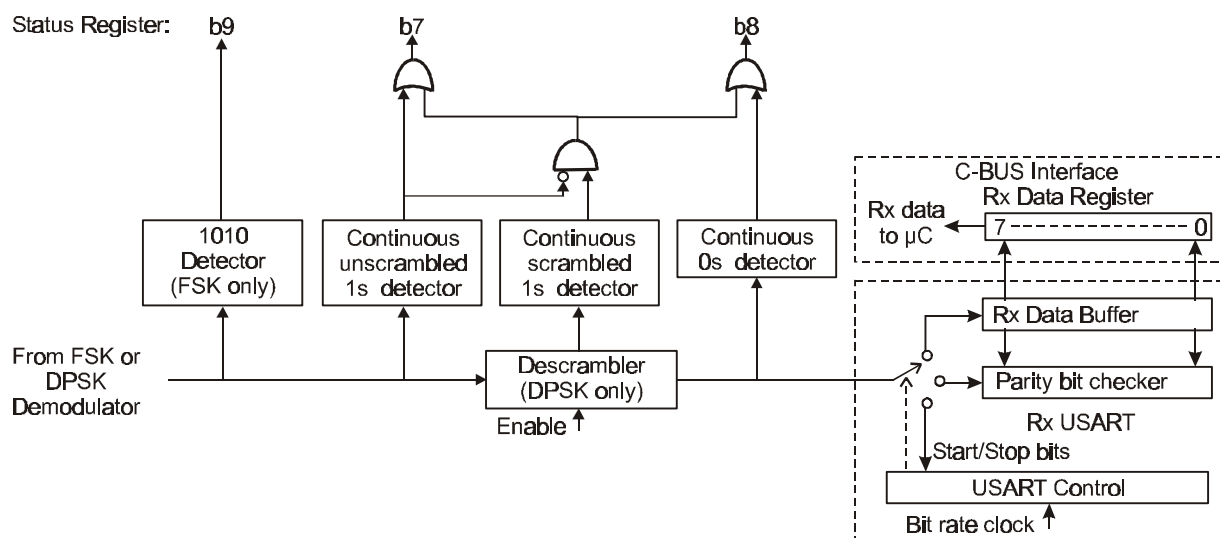 Status Register: b9 b7 b8
C-BUS Interface
Rx Data Register
Rx data
to µC
7 0
1010
Detector
(FSK only)
Continuous
unscrambled
1s detector
Continuous
scrambled
1s detector
Continuous
0s detector
Rx Data Buffer
From FSK or
DPSK
Demodulator
Descrambler
(DPSK only)
Enable
Parity bit checker
Rx USART
Start/Stop bits
USART Control
Bit rate clock